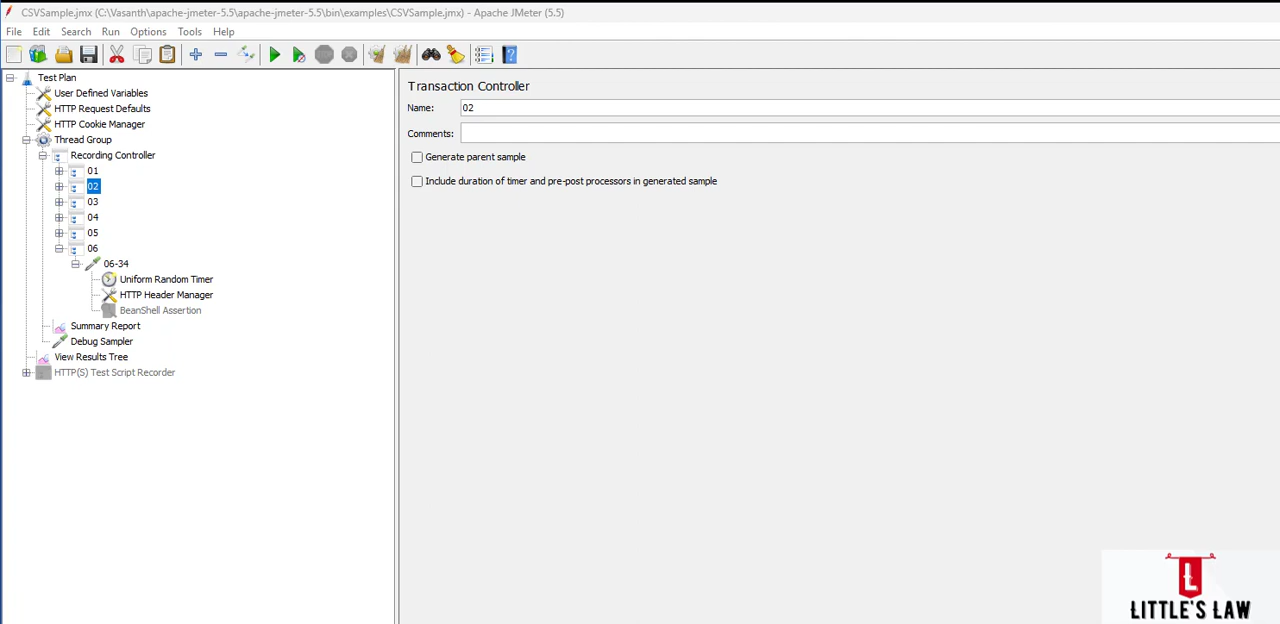 CSVSample.jmx (C:\Vasanth\apache-jmeter-5.5\apache-jmeter-5.5\bin\examples\CSVSample.jmx) - Apache JMeter (5.5)
File Edit Search Run Options Tools Help
Test Plan
User Defined Variables
HTTP Request Defaults
HTTP Cookie Manager
Thread Group
Recording Controller
01
02
03
04
05
06
06-34
Uniform Random Timer
HTTP Header Manager
BeanShell Assertion
Summary Report
Debug Sampler
View Results Tree
HTTP(S) Test Script Recorder
Transaction Controller
Name: 02
Comments:
Generate parent sample
Include duration of timer and pre-post processors in generated sample
L
LITTLE'S LAW